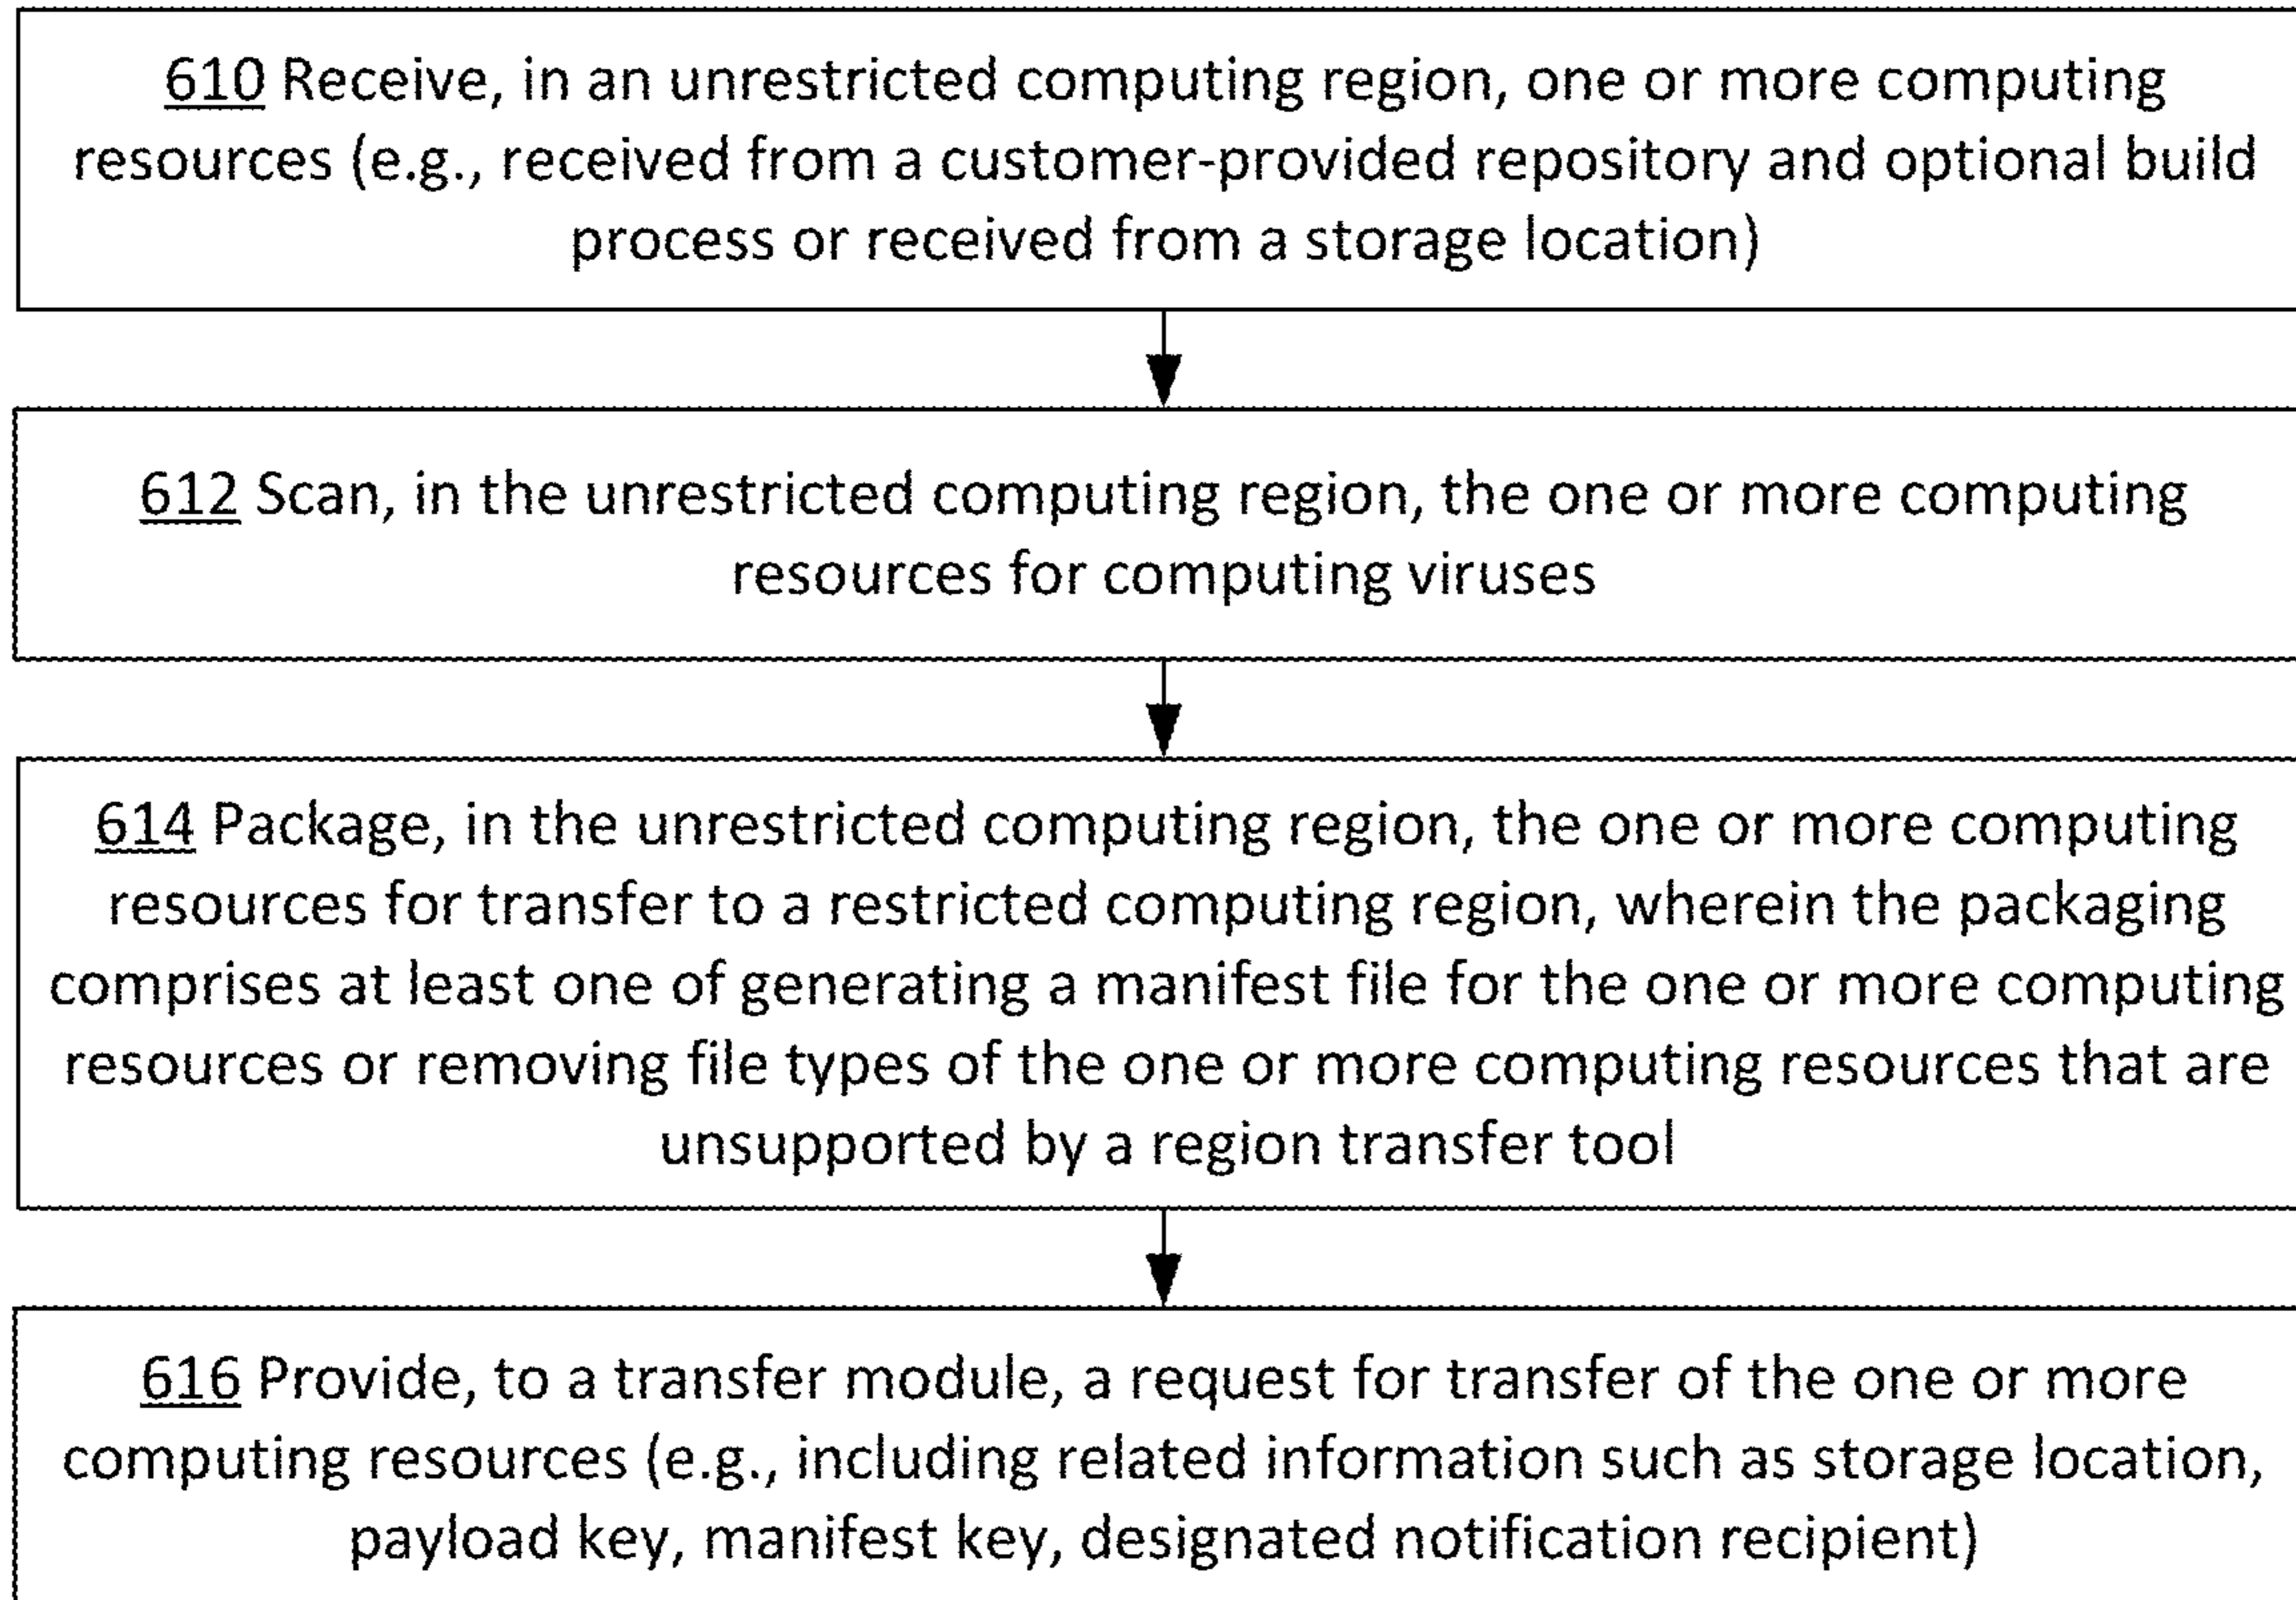 610 Receive, in an unrestricted computing region, one or more computing
resources (e.g., received from a customer-provided repository and optional build
process or received from a storage location)
612 Scan, in the unrestricted computing region, the one or more computing
resources for computing viruses
614 Package, in the unrestricted computing region, the one or more computing
resources for transfer to a restricted computing region, wherein the packaging
comprises at least one of generating a manifest file for the one or more computing
resources or removing file types of the one or more computing resources that are
unsupported by a region transfer tool
616 Provide, to a transfer module, a request for transfer of the one or more
computing resources (e.g., including related information such as storage location,
payload key, manifest key, designated notification recipient)